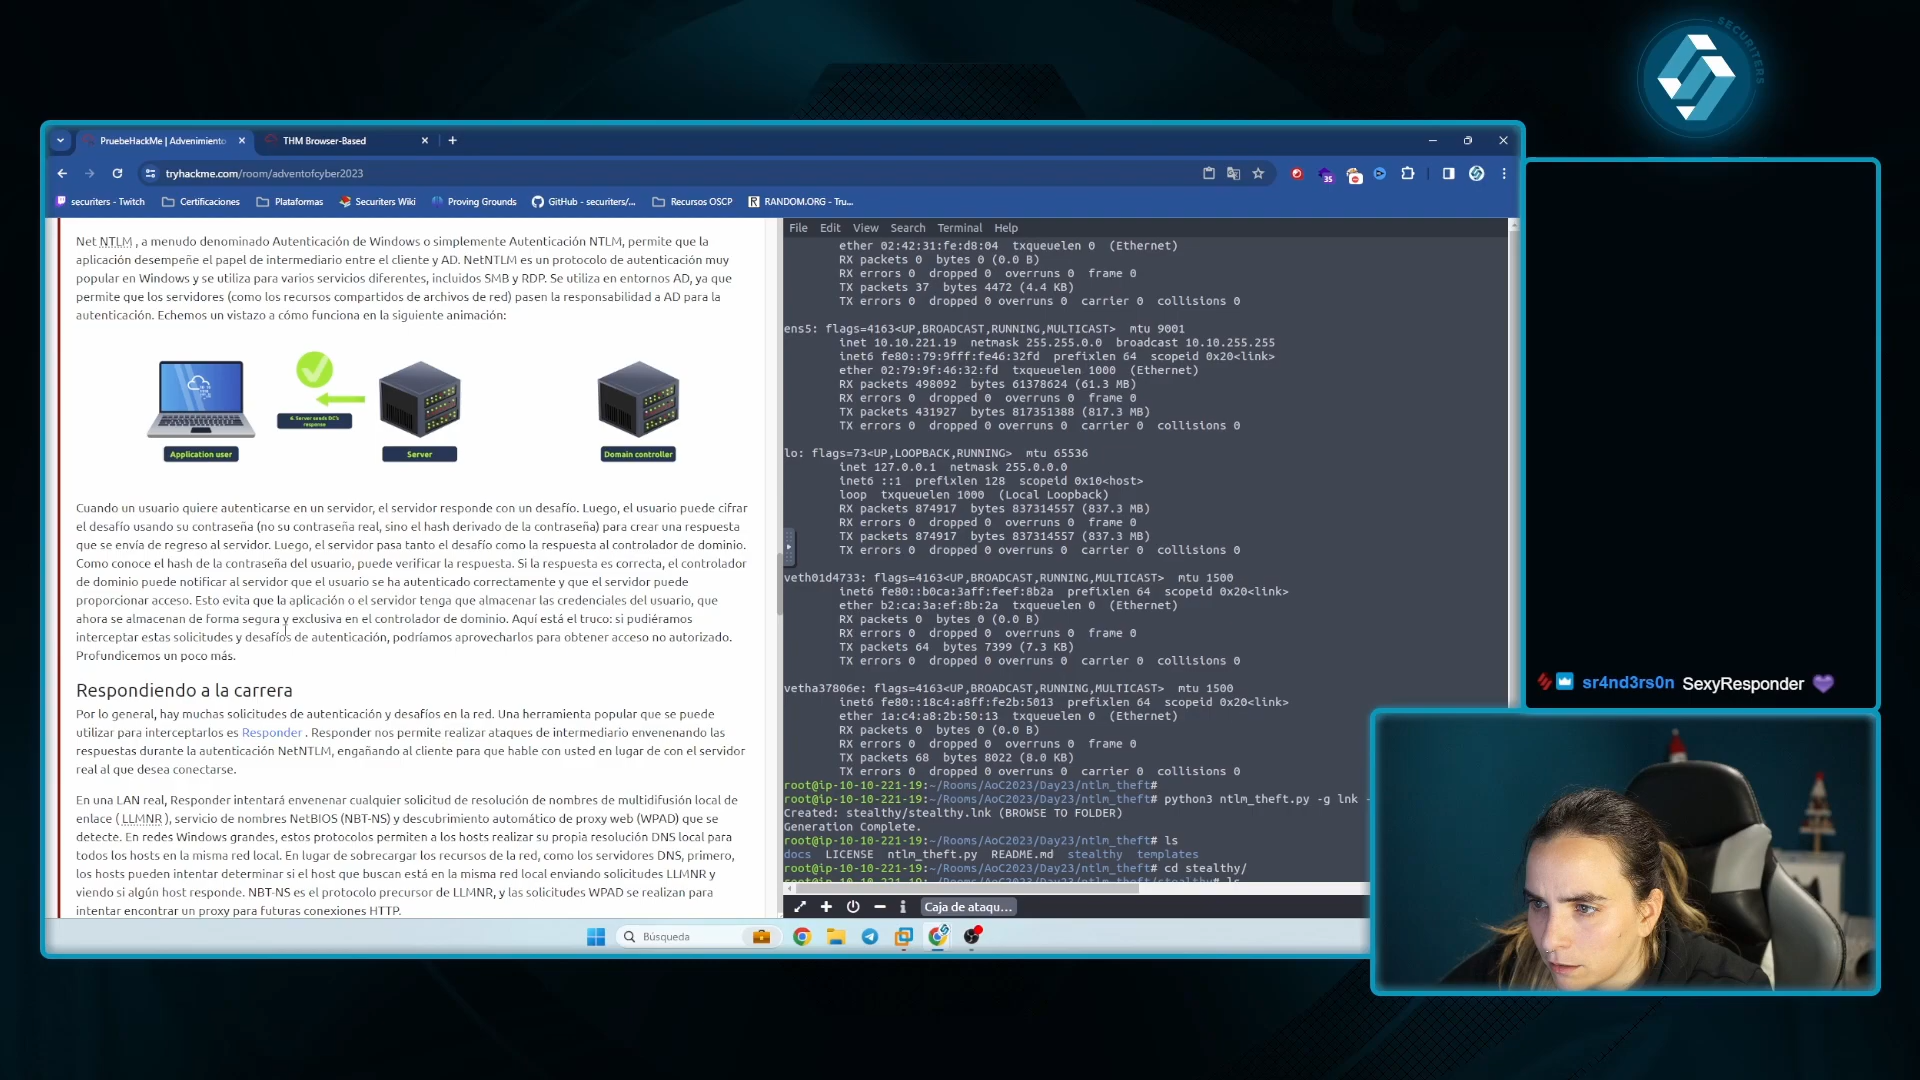 SECURITERS
PruebeHackMe | Advenimiento
THM Browser-Based
tryhackme.com/room/adventofcyber2023
35
securiters - Twitch
Certificaciones
Plataformas
Securiters Wiki
Proving Grounds
GitHub - securiters/...
Recursos OSCP
RANDOM.ORG - Tru...
Net NTLM , a menudo denominado Autenticación de Windows o simplemente Autenticación NTLM, permite que la
aplicación desempeñe el papel de intermediario entre el cliente y AD. NetNTLM es un protocolo de autenticación muy
popular en Windows y se utiliza para varios servicios diferentes, incluidos SMB y RDP. Se utiliza en entornos AD, ya que
permite que los servidores (como los recursos compartidos de archivos de red) pasen la responsabilidad a AD para la
autenticación. Echemos un vistazo a cómo funciona en la siguiente animación:
6. Server sends DC's
response
Application user
Server
Domain controller
Cuando un usuario quiere autenticarse en un servidor, el servidor responde con un desafío. Luego, el usuario puede cifrar
el desafío usando su contraseña (no su contraseña real, sino el hash derivado de la contraseña) para crear una respuesta
que se envía de regreso al servidor. Luego, el servidor pasa tanto el desafío como la respuesta al controlador de dominio.
Como conoce el hash de la contraseña del usuario, puede verificar la respuesta. Si la respuesta es correcta, el controlador
de dominio puede notificar al servidor que el usuario se ha autenticado correctamente y que el servidor puede
proporcionar acceso. Esto evita que la aplicación o el servidor tenga que almacenar las credenciales del usuario, que
ahora se almacenan de forma segura y exclusiva en el controlador de dominio. Aquí está el truco: si pudiéramos
interceptar estas solicitudes y desafíos de autenticación, podríamos aprovecharlos para obtener acceso no autorizado.
Profundicemos un poco más.
Respondiendo a la carrera
Por lo general, hay muchas solicitudes de autenticación y desafíos en la red. Una herramienta popular que se puede
utilizar para interceptarlos es Responder . Responder nos permite realizar ataques de intermediario envenenando las
respuestas durante la autenticación NetNTLM, engañando al cliente para que hable con usted en lugar de con el servidor
real al que desea conectarse.
En una LAN real, Responder intentará envenenar cualquier solicitud de resolución de nombres de multidifusión local de
enlace ( LLMNR ), servicio de nombres NetBIOS (NBT-NS) y descubrimiento automático de proxy web (WPAD) que se
detecte. En redes Windows grandes, estos protocolos permiten a los hosts realizar su propia resolución DNS local para
todos los hosts en la misma red local. En lugar de sobrecargar los recursos de la red, como los servidores DNS, primero,
los hosts pueden intentar determinar si el host que buscan está en la misma red local enviando solicitudes LLMNR y
viendo si algún host responde. NBT-NS es el protocolo precursor de LLMNR, y las solicitudes WPAD se realizan para
intentar encontrar un proxy para futuras conexiones HTTP.
File Edit View Search Terminal Help
ether 02:42:31:fe:d8:04 txqueuelen 0 (Ethernet)
RX packets 0 bytes 0 (0.0 B)
RX errors 0 dropped 0 overruns 0 frame 0
TX packets 37 bytes 4472 (4.4 KB)
TX errors 0 dropped 0 overruns 0 carrier 0 collisions 0
ens5: flags=4163<UP,BROADCAST,RUNNING,MULTICAST> mtu 9001
inet 10.10.221.19 netmask 255.255.0.0 broadcast 10.10.255.255
inet6 fe80::79:9fff:fe46:32fd prefixlen 64 scopeid 0x20<link>
ether 02:79:9f:46:32:fd txqueuelen 1000 (Ethernet)
RX packets 498092 bytes 61378624 (61.3 MB)
RX errors 0 dropped 0 overruns 0 frame 0
TX packets 431927 bytes 817351388 (817.3 MB)
TX errors 0 dropped 0 overruns 0 carrier 0 collisions 0
lo: flags=73<UP,LOOPBACK,RUNNING> mtu 65536
inet 127.0.0.1 netmask 255.0.0.0
inet6 ::1 prefixlen 128 scopeid 0x10<host>
loop txqueuelen 1000 (Local Loopback)
RX packets 874917 bytes 837314557 (837.3 MB)
RX errors 0 dropped 0 overruns 0 frame 0
TX packets 874917 bytes 837314557 (837.3 MB)
TX errors 0 dropped 0 overruns 0 carrier 0 collisions 0
veth01d4733: flags=4163<UP,BROADCAST,RUNNING,MULTICAST> mtu 1500
inet6 fe80::b0ca:3aff:feef:8b2a prefixlen 64 scopeid 0x20<link>
ether b2:ca:3a:ef:8b:2a txqueuelen 0 (Ethernet)
RX packets 0 bytes 0 (0.0 B)
RX errors 0 dropped 0 overruns 0 frame 0
TX packets 64 bytes 7399 (7.3 KB)
TX errors 0 dropped 0 overruns 0 carrier 0 collisions 0
vetha37806e: flags=4163<UP,BROADCAST,RUNNING,MULTICAST> mtu 1500
inet6 fe80::18c4:a8ff:fe2b:5013 prefixlen 64 scopeid 0x20<link>
ether 1a:c4:a8:2b:50:13 txqueuelen 0 (Ethernet)
RX packets 0 bytes 0 (0.0 B)
RX errors 0 dropped 0 overruns 0 frame 0
TX packets 68 bytes 8022 (8.0 KB)
TX errors 0 dropped 0 overruns 0 carrier 0 collisions 0
root@ip-10-10-221-19:~/Rooms/AoC2023/Day23/ntlm_theft#
root@ip-10-10-221-19:~/Rooms/AoC2023/Day23/ntlm_theft# python3 ntlm_theft.py -g lnk -
Created: stealthy/stealthy.lnk (BROWSE TO FOLDER)
Generation Complete.
root@ip-10-10-221-19:~/Rooms/AoC2023/Day23/ntlm_theft# ls
docs LICENSE ntlm_theft.py README.md stealthy templates
root@ip-10-10-221-19:~/Rooms/AoC2023/Day23/ntlm_theft# cd stealthy/
root@ip-10-10-221-19:~/Rooms/AoC2023/Day23/ntlm_theft/stealthy# ls
Caja de ataqu...
Búsqueda
sr4nd3rs0n SexyResponder